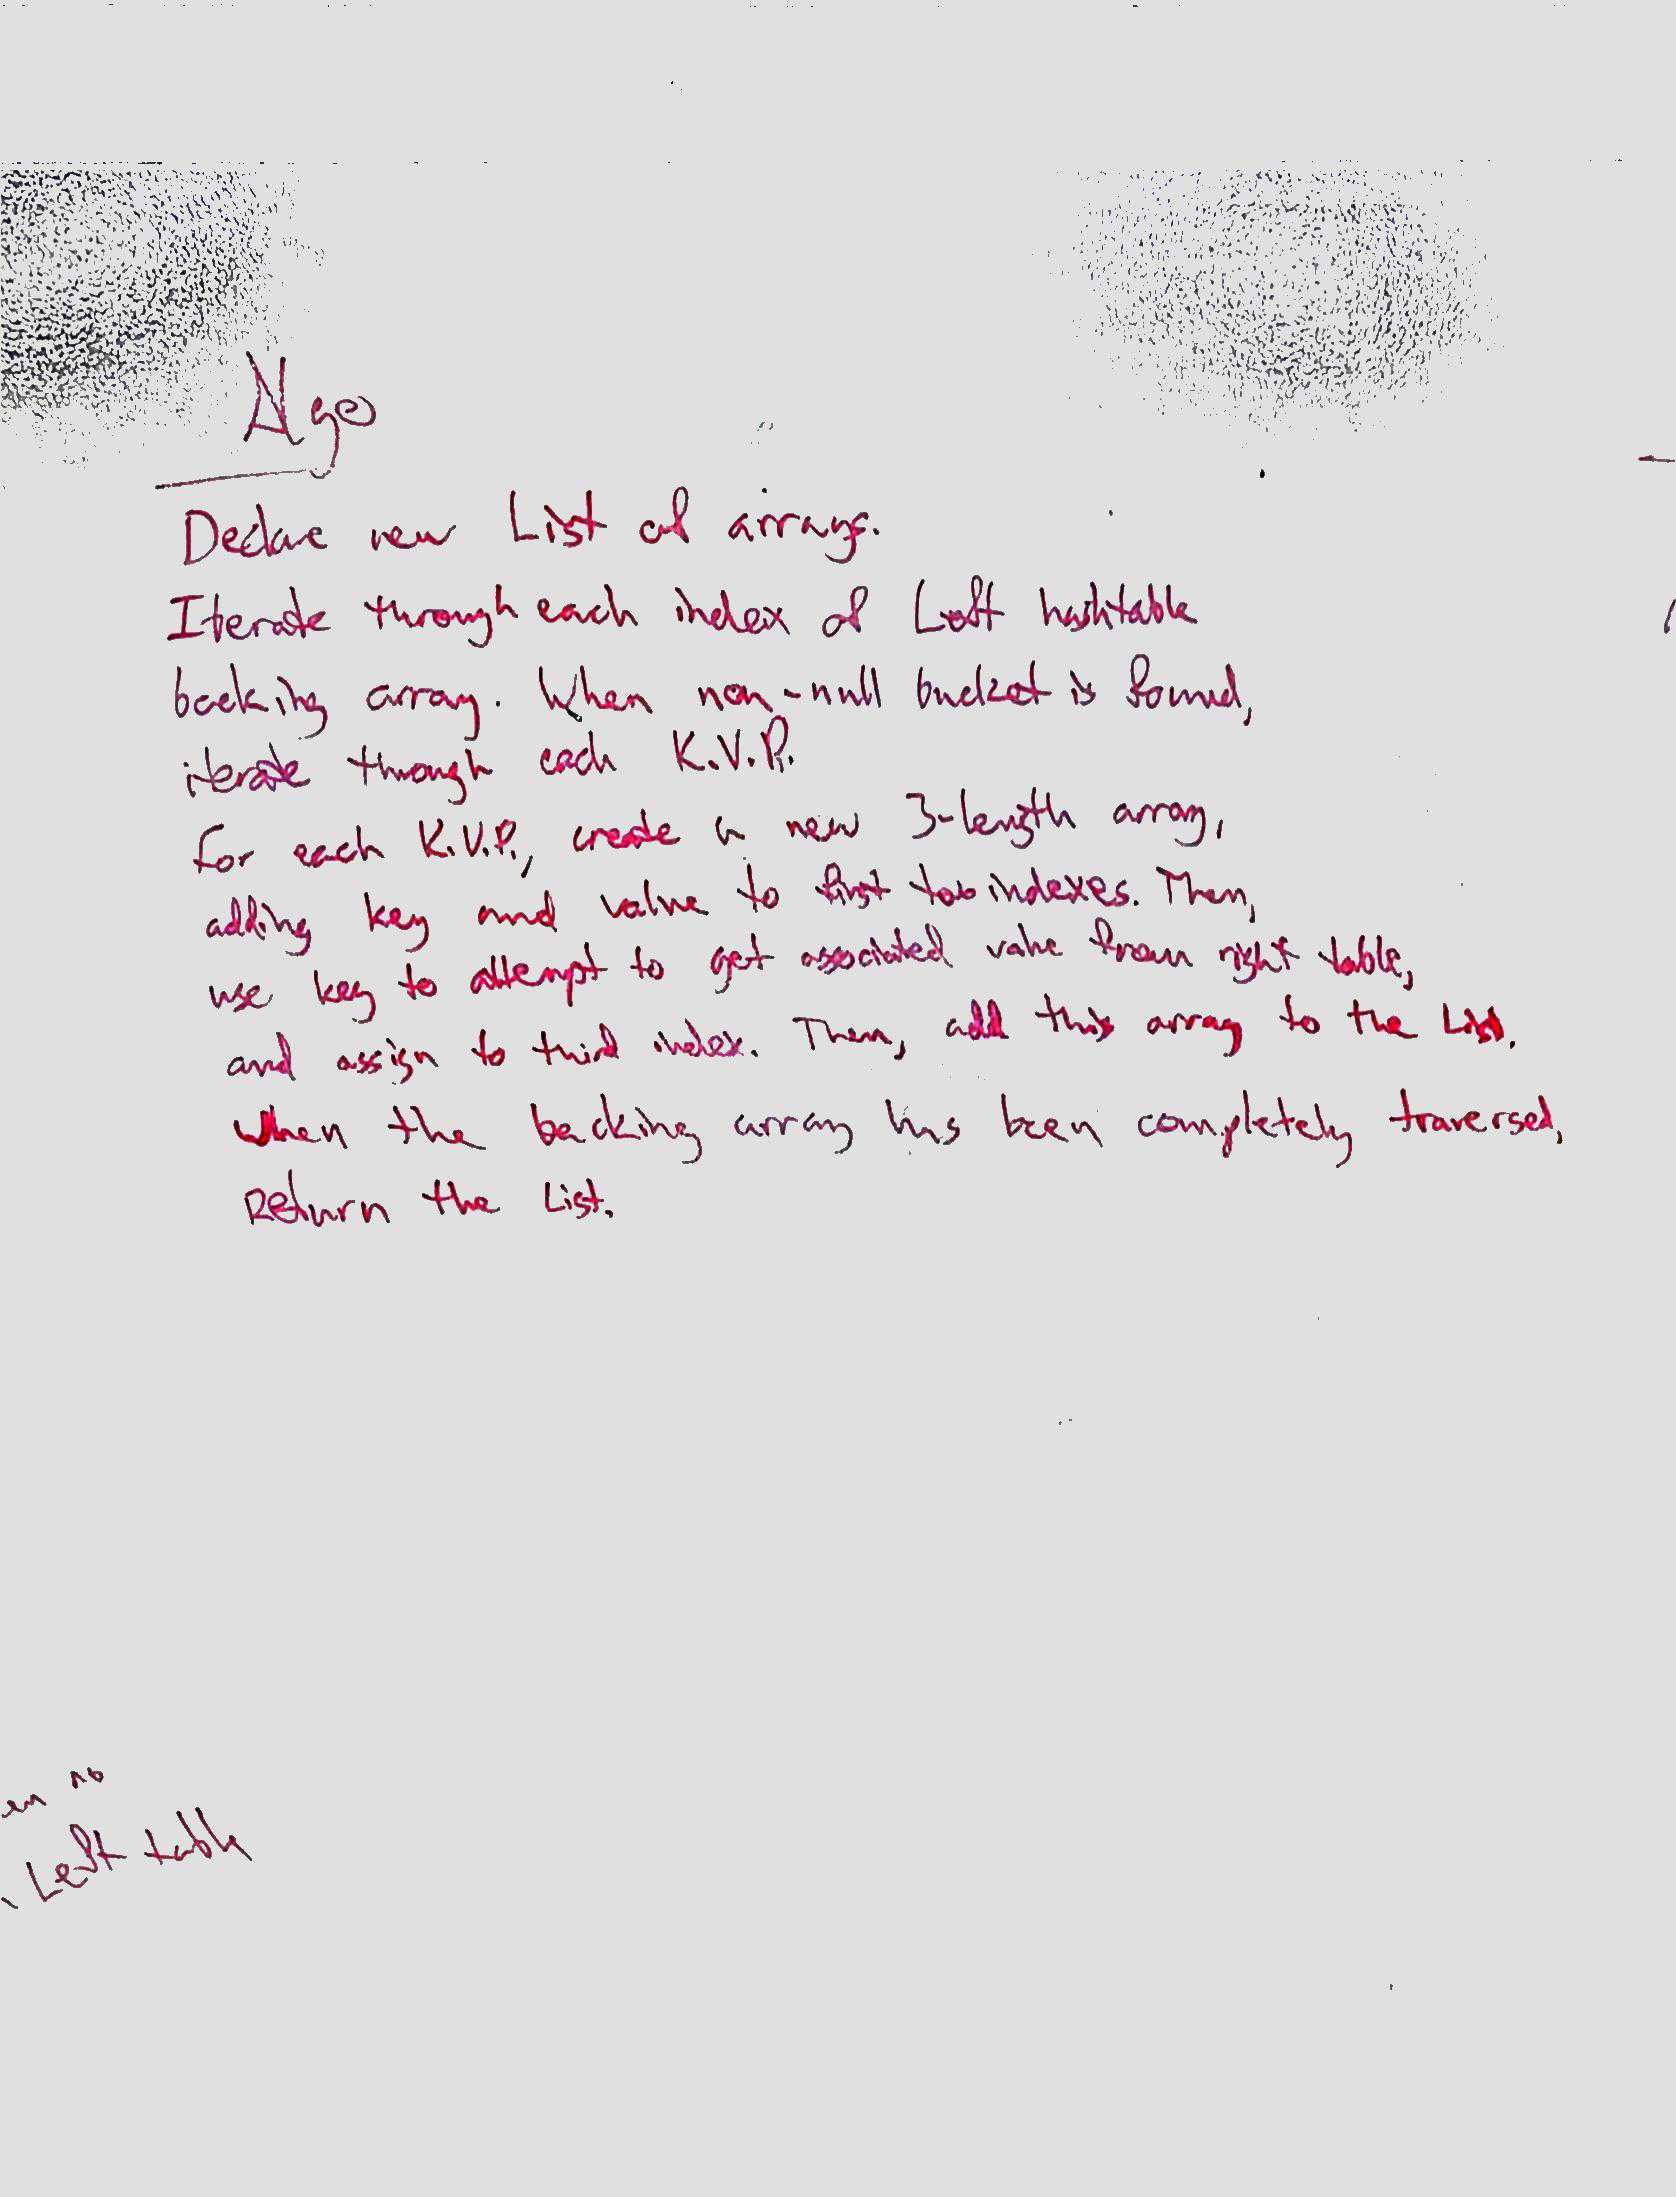 Algo
Declare new List of arrays.
Iterate through each index of Left hashtable
backing array. When non-null bucket is found,
iterate through each K.V.P.
For each K.V.P., create a new 3-length array,
adding key and value to first two indexes. Then,
use key to attempt to get associated value from right table,
and assign to third index. Then, add this array to the List.
When the backing array has been completely traversed,
Return the List.
no
Left table